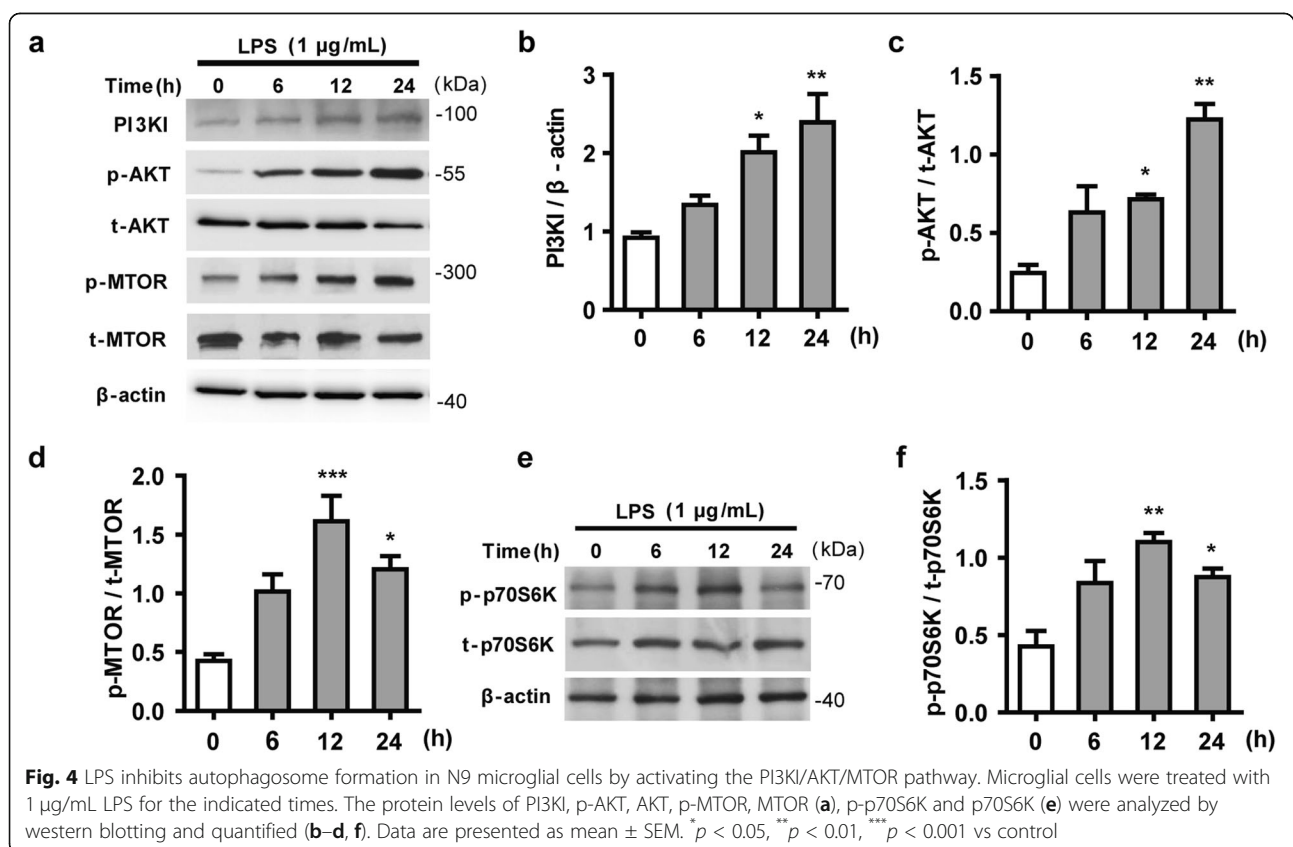 a
LPS (1 µg/mL)
Time(h) 0 6 12 24 (kDa)
PI3KI -100
p-AKT -55
t-AKT
p-MTOR -300
t-MTOR
β-actin -40
b
PI3KI / β - actin
3
2
1
0
* **
0 6 12 24 (h)
c
p-AKT / t-AKT
1.5
1.0
0.5
0.0
* **
0 6 12 24 (h)
d
p-MTOR / t-MTOR
2.0
1.5
1.0
0.5
0.0
*** *
0 6 12 24 (h)
e
LPS (1 µg/mL)
Time(h) 0 6 12 24 (kDa)
p-p70S6K -70
t-p70S6K
β-actin -40
f
p-p70S6K / t-p70S6K
1.5
1.0
0.5
0.0
** *
0 6 12 24 (h)
Fig. 4 LPS inhibits autophagosome formation in N9 microglial cells by activating the PI3KI/AKT/MTOR pathway. Microglial cells were treated with
1 µg/mL LPS for the indicated times. The protein levels of PI3KI, p-AKT, AKT, p-MTOR, MTOR (a), p-p70S6K and p70S6K (e) were analyzed by
western blotting and quantified (b–d, f). Data are presented as mean ± SEM. *p < 0.05, **p < 0.01, ***p < 0.001 vs control